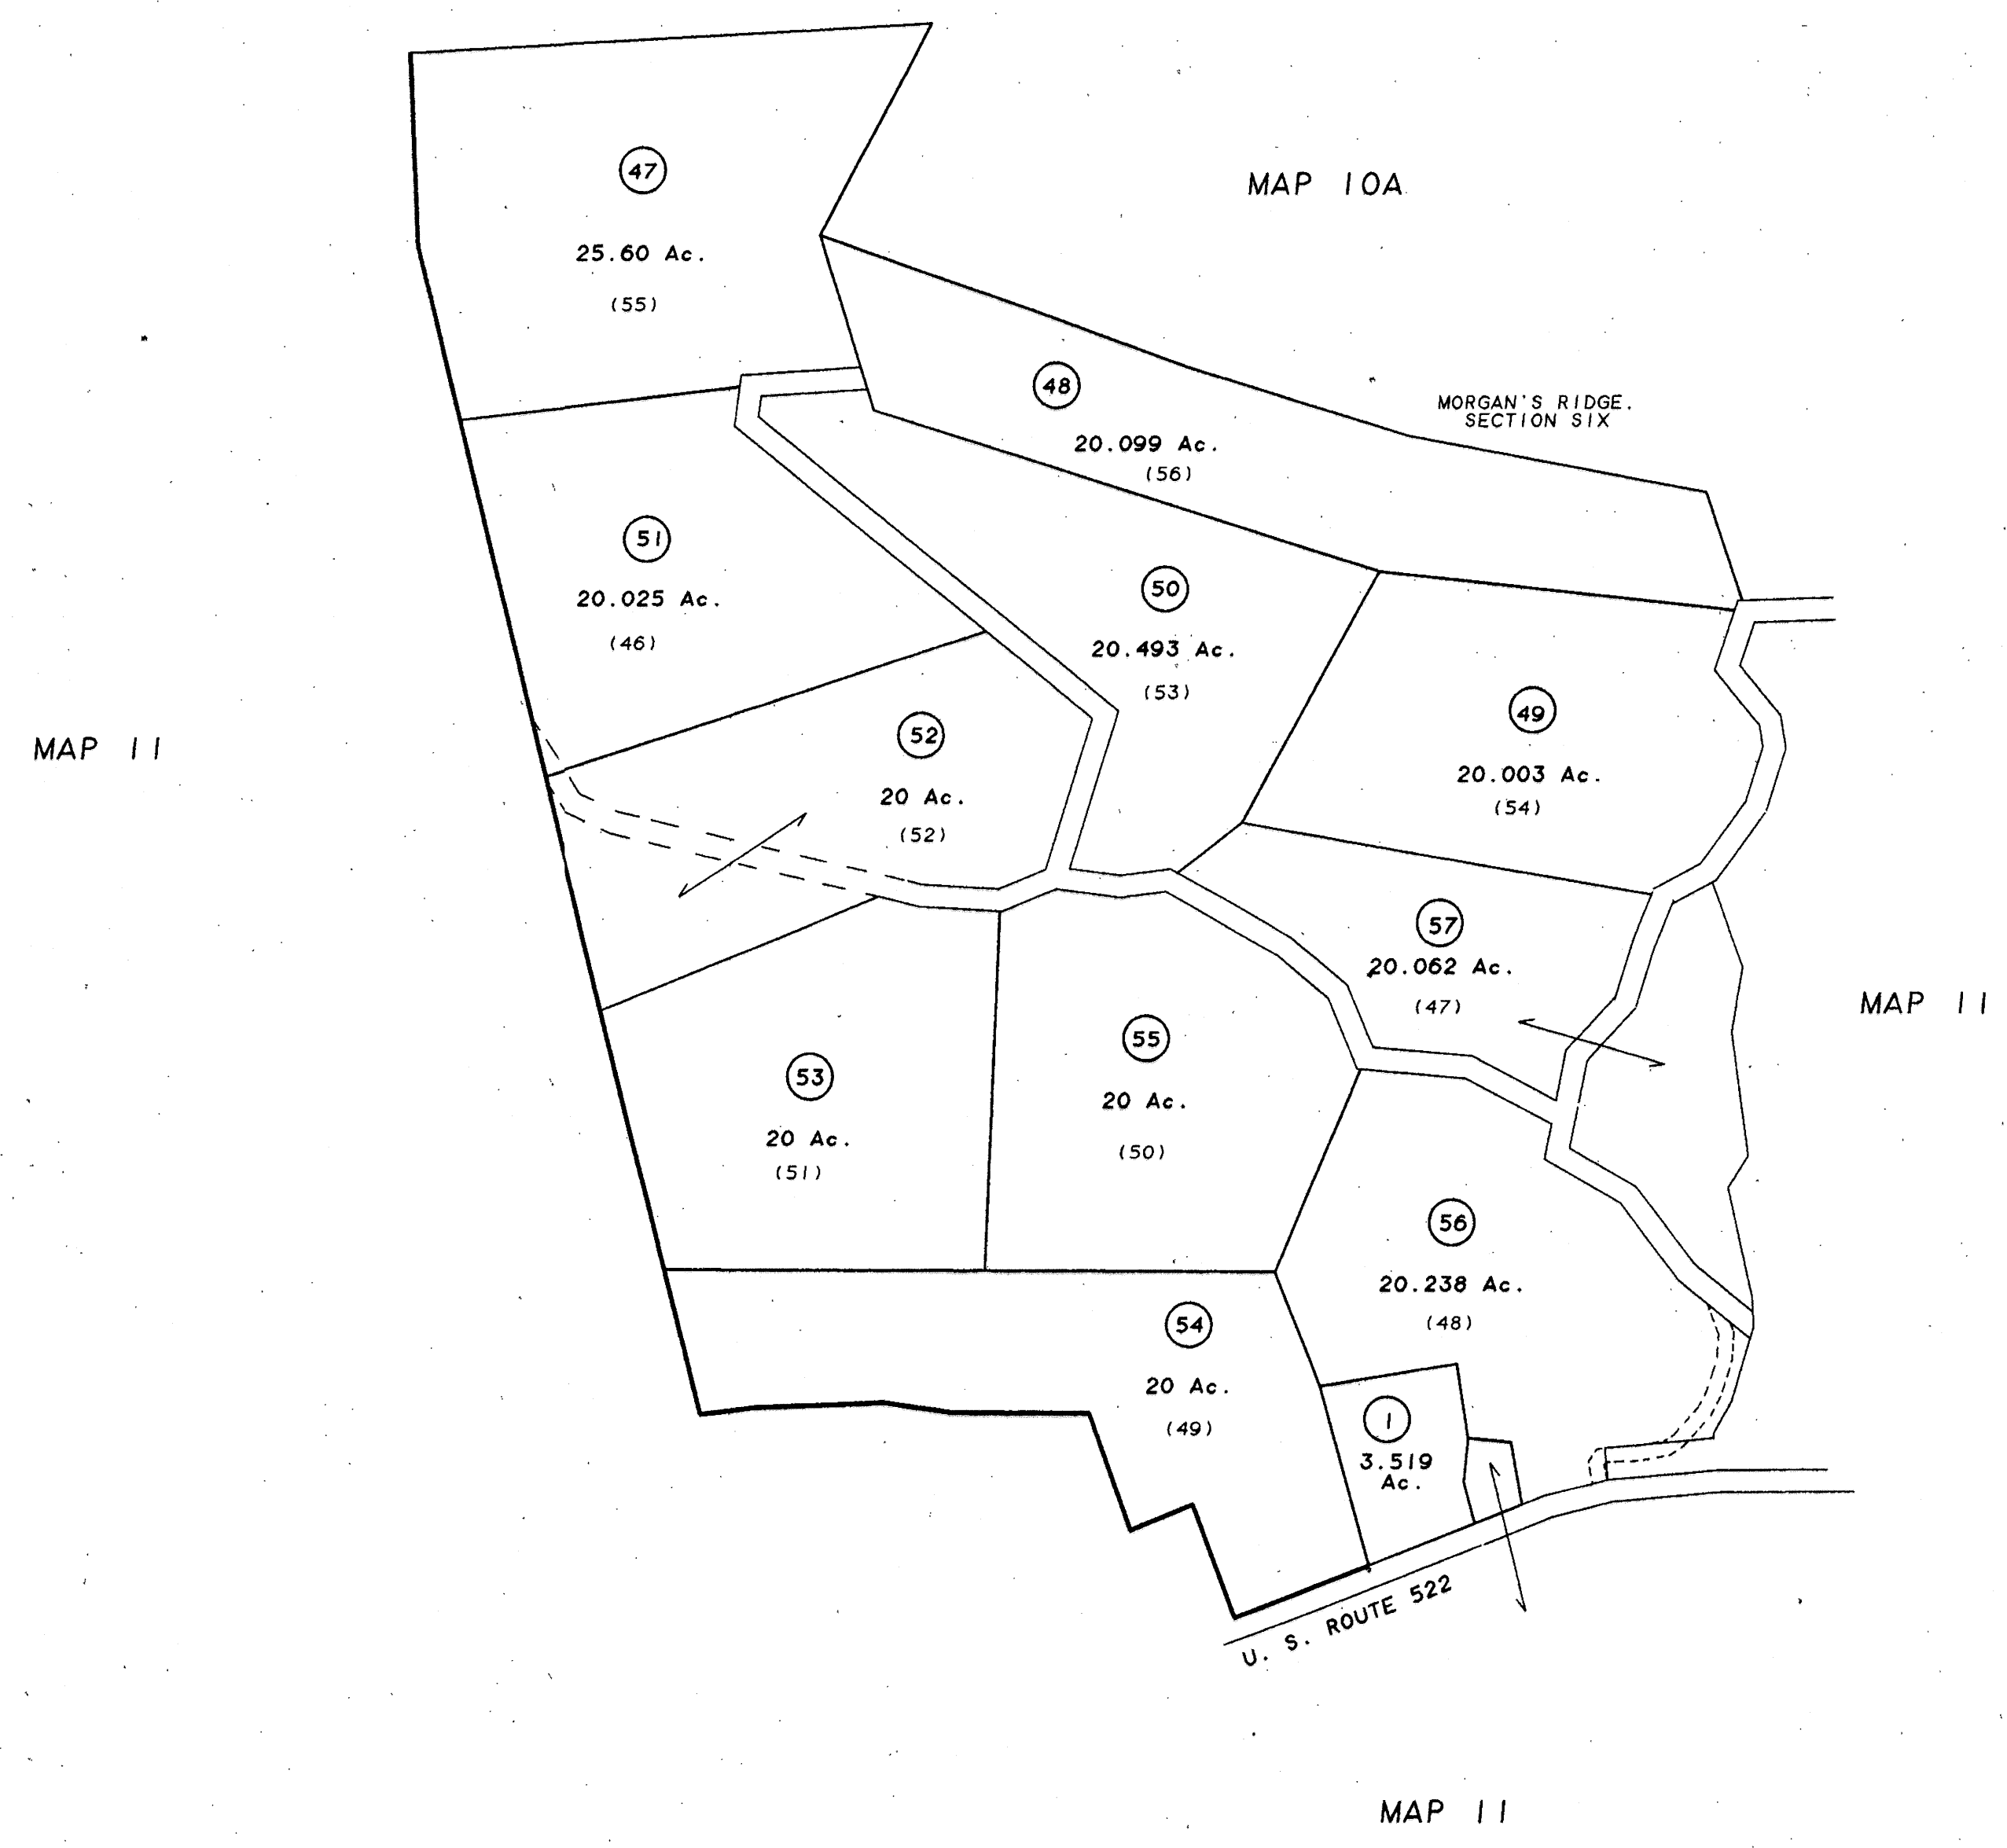 47
25.60 Ac.
(55)
MAP 10A
48
20.099 Ac.
(56)
MORGAN'S RIDGE.
SECTION SIX
51
20.025 Ac.
(46)
50
20.493 Ac.
(53)
49
20.003 Ac.
(54)
MAP 11
52
20 Ac.
(52)
57
20.062 Ac.
(47)
MAP 11
53
20 Ac.
(51)
55
20 Ac.
(50)
56
20.238 Ac.
(48)
54
20 Ac.
(49)
1
3.519
Ac.
U. S. ROUTE 522
MAP 11